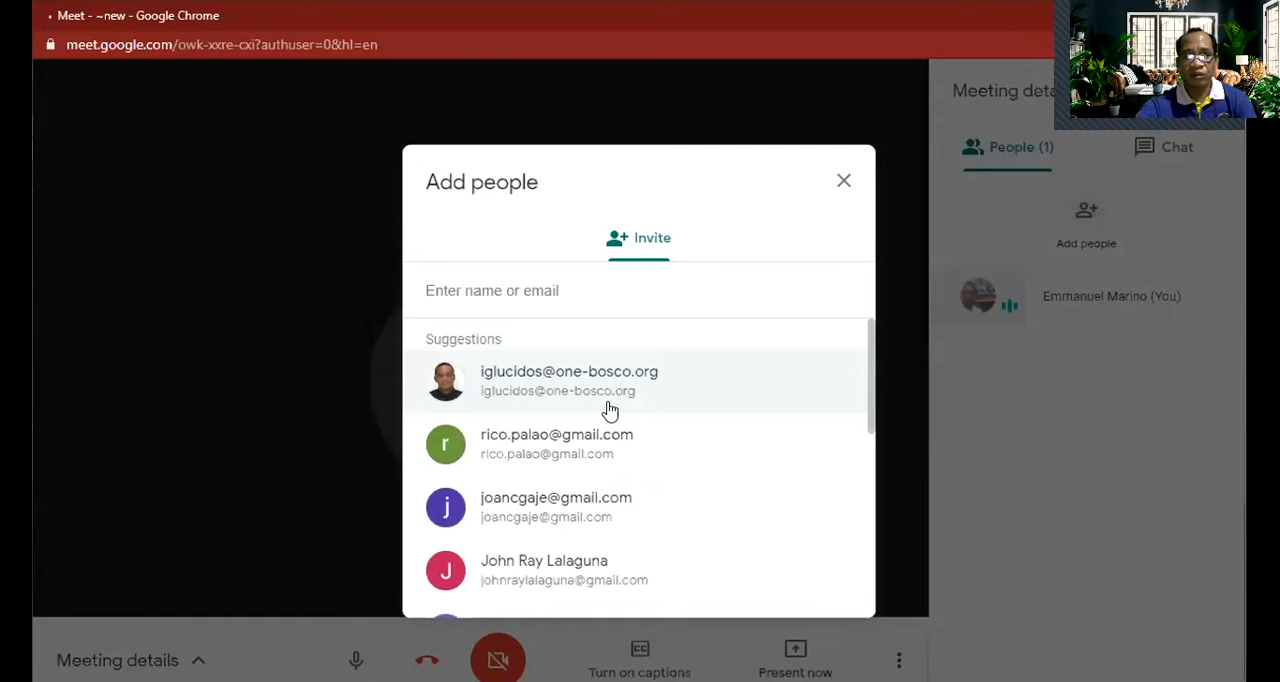 Meet - ~new - Google Chrome
meet.google.com/owk-xxre-cxi?authuser=0&hl=en
Meeting deta
People (1)
Chat
Add people
Emmanuel Marino (You)
Add people
Invite
Enter name or email
Suggestions
iglucidos@one-bosco.org
iglucidos@one-bosco.org
r
rico.palao@gmail.com
rico.palao@gmail.com
j
joancgaje@gmail.com
joancgaje@gmail.com
J
John Ray Lalaguna
johnraylalaguna@gmail.com
Meeting details
CC
Turn on captions
Present now